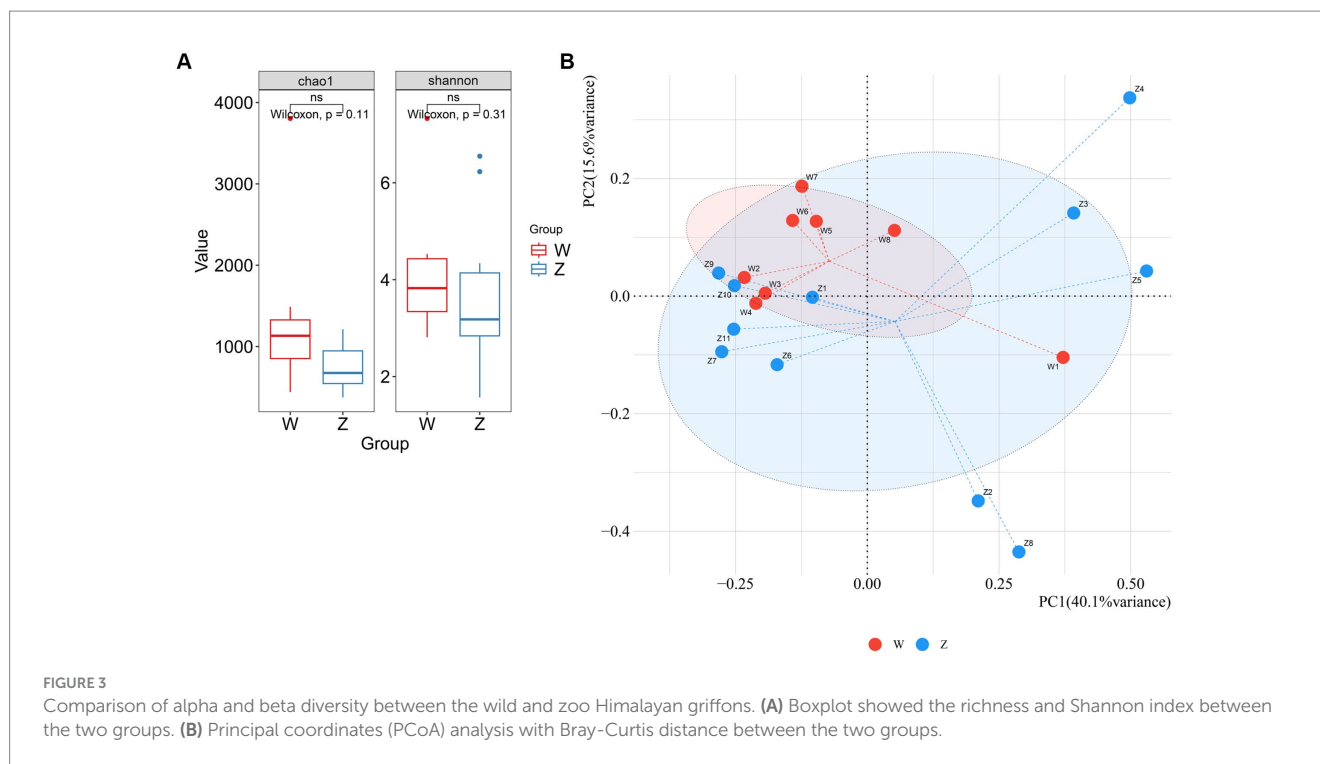 A
chao1
shannon
ns
ns
Wilcoxon, p = 0.11
Wilcoxon, p = 0.31
4000
3000
2000
1000
6
4
2
Value
W
Z
W
Z
Group
Group
W
Z
B
PC2(15.6%variance)
0.2
0.0
−0.2
−0.4
Z4
W7
W6
W5
W8
Z3
Z9
W2
Z5
Z10
W3
Z1
W4
Z11
Z7
Z6
W1
Z2
Z8
−0.25
0.00
0.25
0.50
PC1(40.1%variance)
W
Z
FIGURE 3
Comparison of alpha and beta diversity between the wild and zoo Himalayan griffons. (A) Boxplot showed the richness and Shannon index between
the two groups. (B) Principal coordinates (PCoA) analysis with Bray-Curtis distance between the two groups.